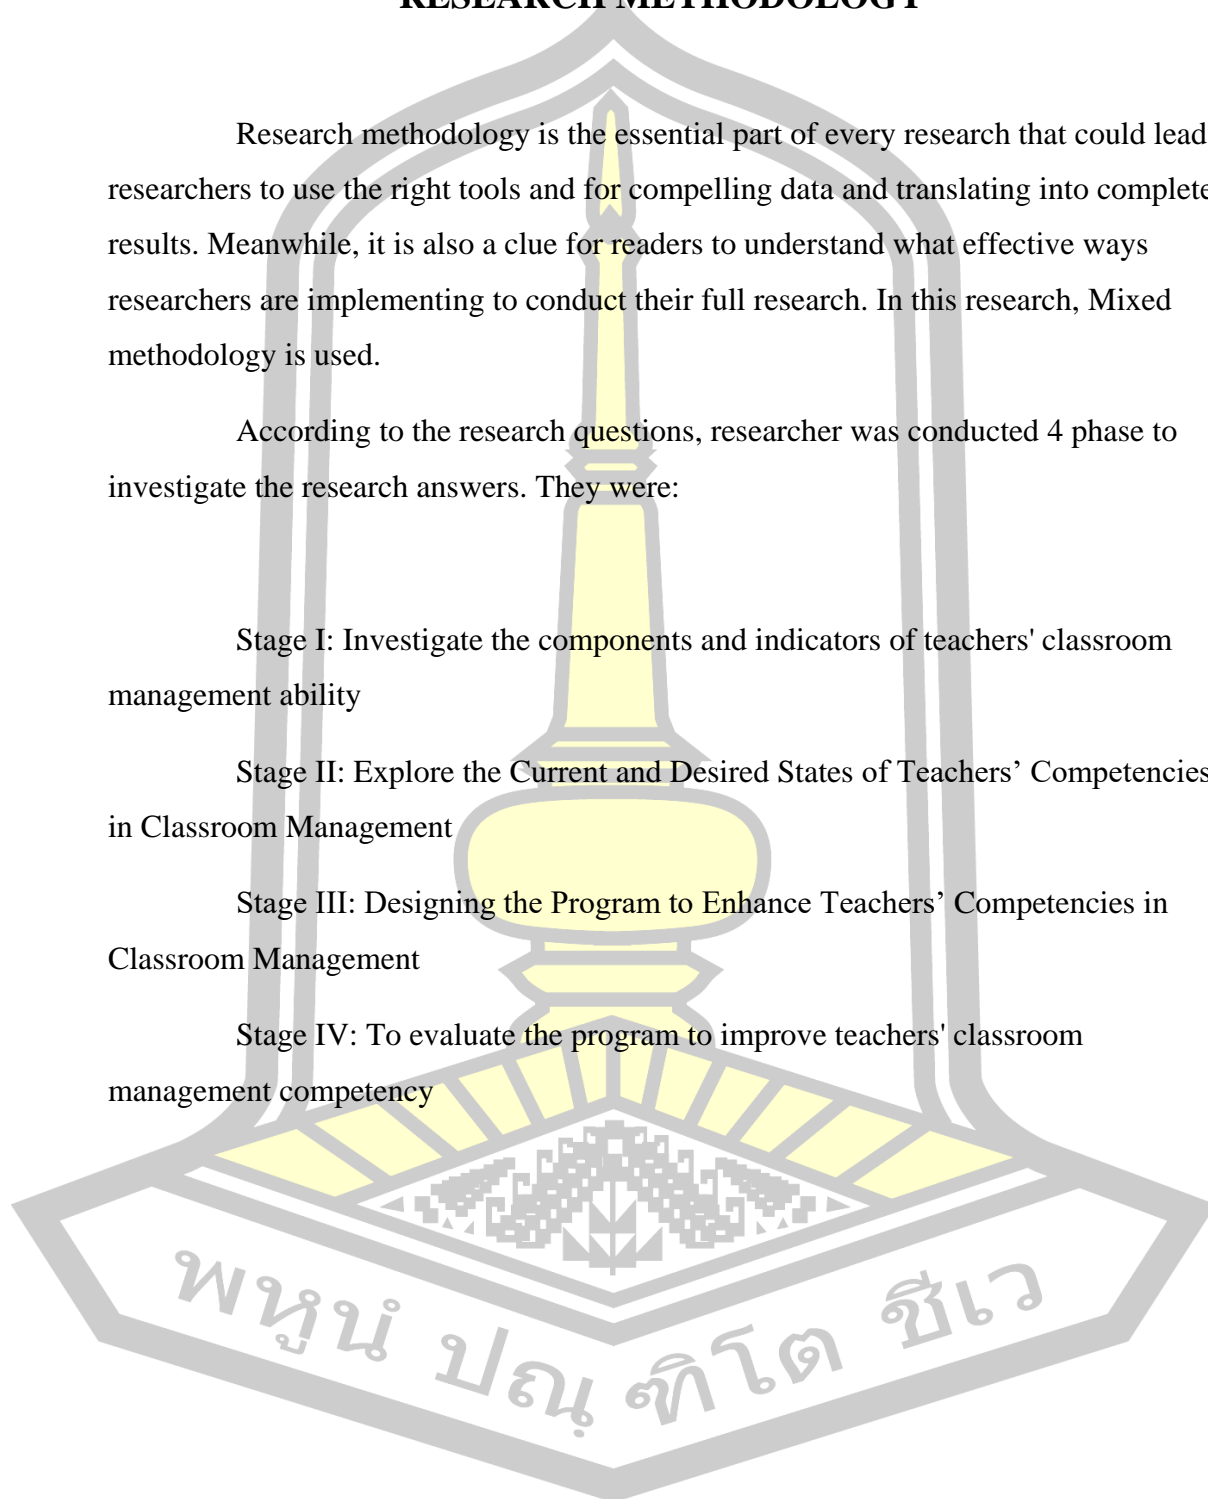 RESEARCH METHODOLOGY
Research methodology is the essential part of every research that could lead
researchers to use the right tools and for compelling data and translating into complete
results. Meanwhile, it is also a clue for readers to understand what effective ways
researchers are implementing to conduct their full research. In this research, Mixed
methodology is used.
According to the research questions, researcher was conducted 4 phase to
investigate the research answers. They were:
Stage I: Investigate the components and indicators of teachers' classroom
management ability
Stage II: Explore the Current and Desired States of Teachers’ Competencies
in Classroom Management
Stage III: Designing the Program to Enhance Teachers’ Competencies in
Classroom Management
Stage IV: To evaluate the program to improve teachers' classroom
management competency
พหูนํ ปณฺฑิโต ชีเว